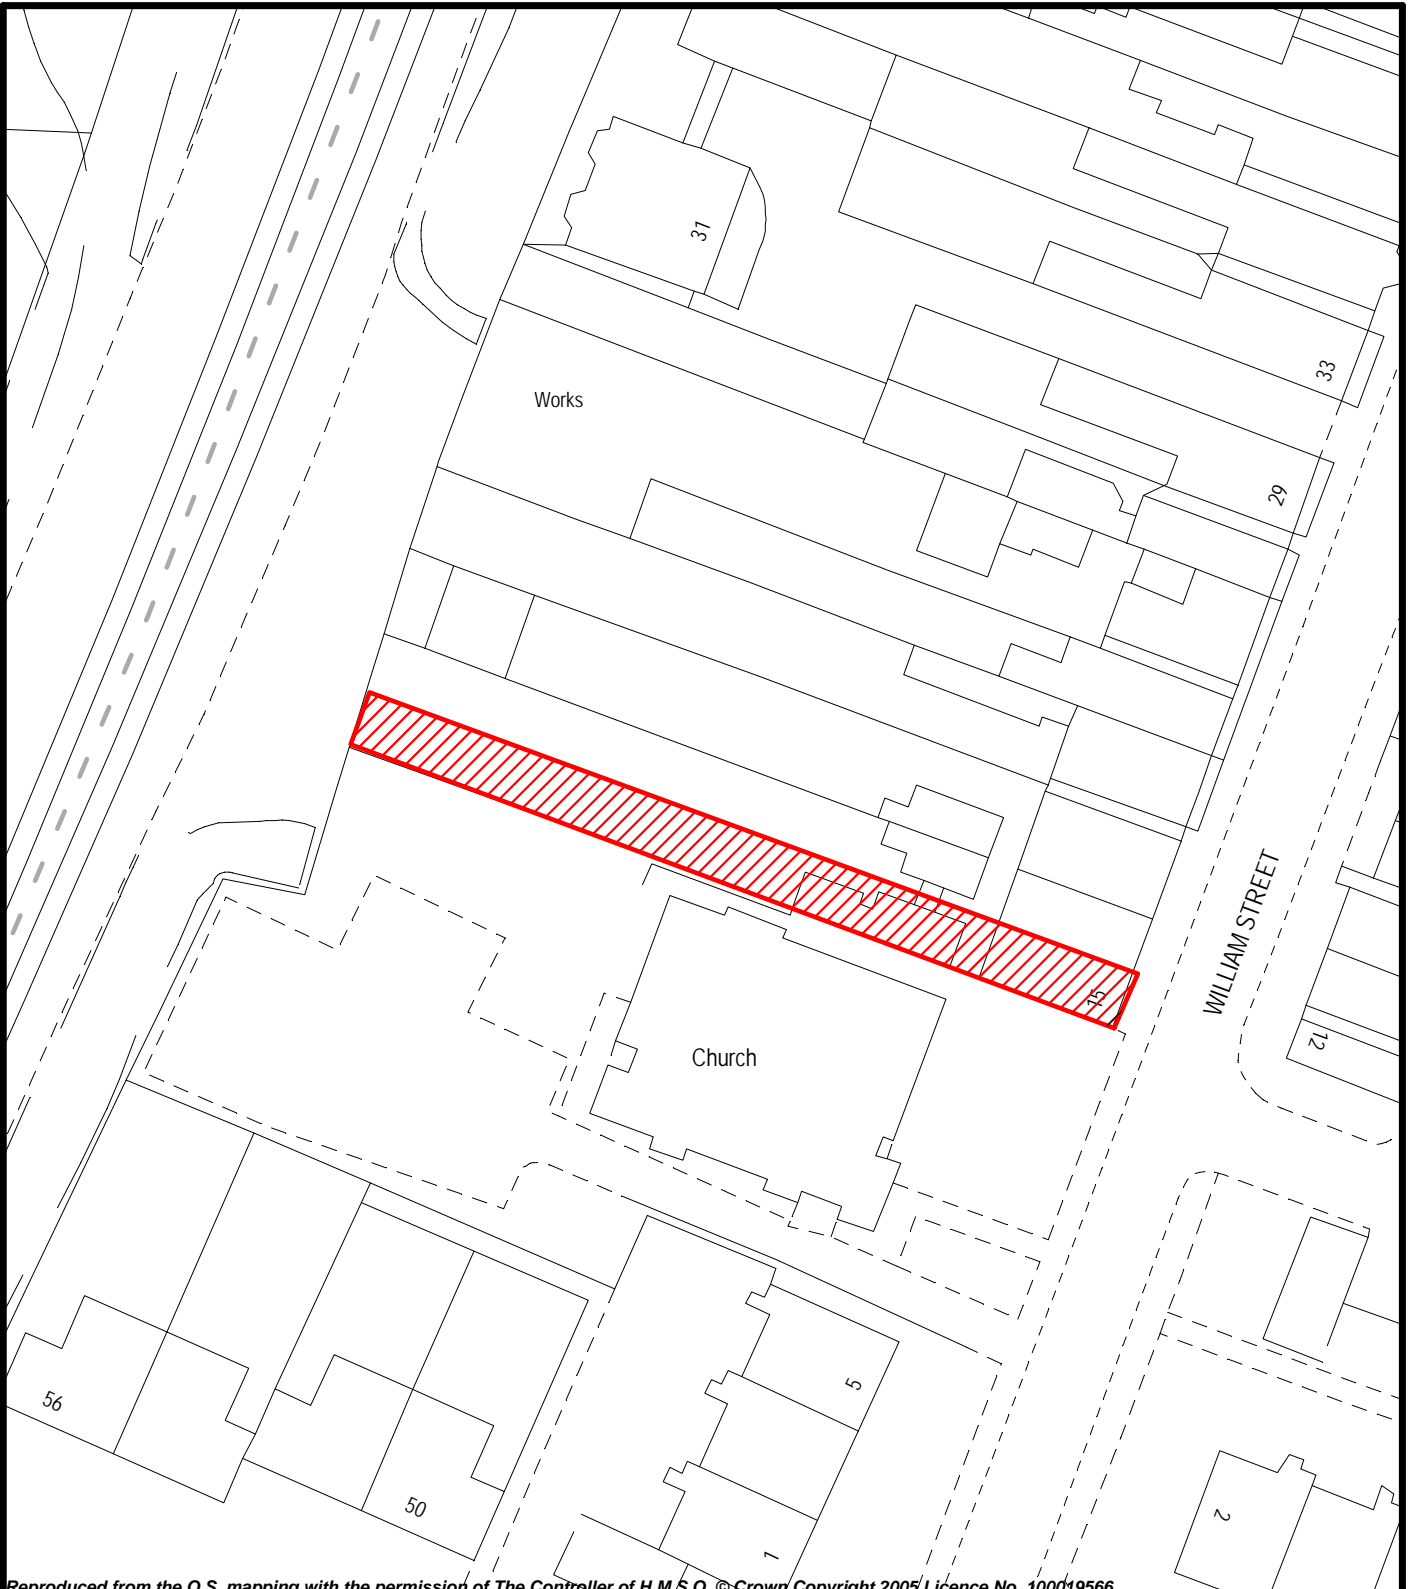 31
33
Works
29
15
WILLIAM STREET
12
Church
5
56
50
2
1
Reproduced from the O.S. mapping with the permission of The Controller of H.M.S.O. © Crown Copyright 2005 Licence No. 100019566